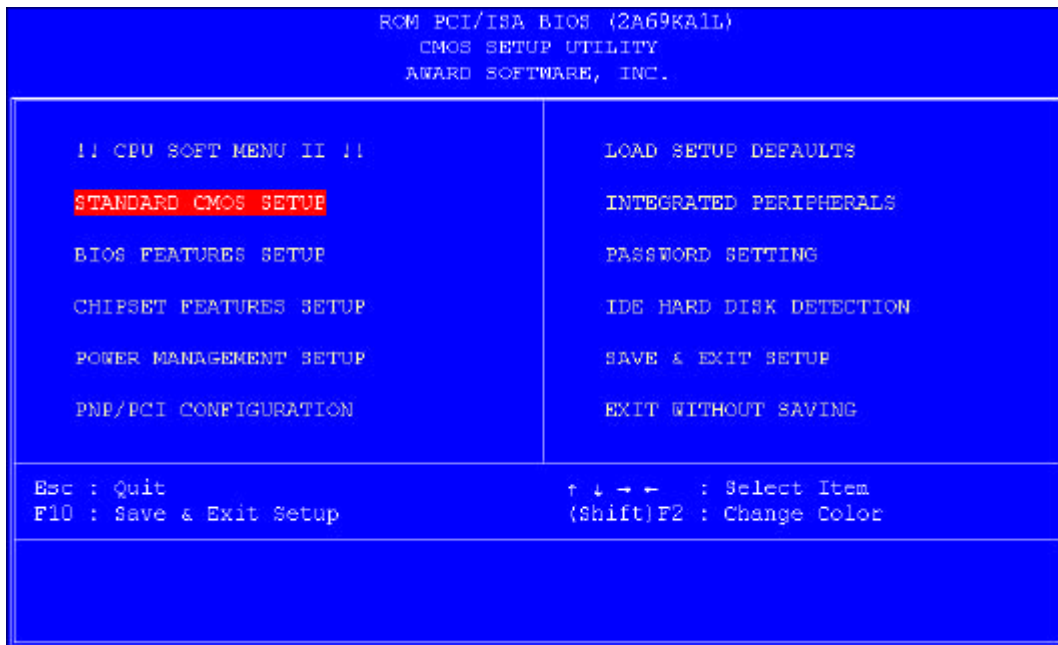 ROM PCI/ISA BIOS (2A69KA1L)
CMOS SETUP UTILITY
AWARD SOFTWARE, INC.
!! CPU SOFT MENU II !!
STANDARD CMOS SETUP
BIOS FEATURES SETUP
CHIPSET FEATURES SETUP
POWER MANAGEMENT SETUP
PNP/PCI CONFIGURATION
LOAD SETUP DEFAULTS
INTEGRATED PERIPHERALS
PASSWORD SETTING
IDE HARD DISK DETECTION
SAVE & EXIT SETUP
EXIT WITHOUT SAVING
Esc : Quit
F10 : Save & Exit Setup
↑ ↓ → ← : Select Item
(Shift)F2 : Change Color